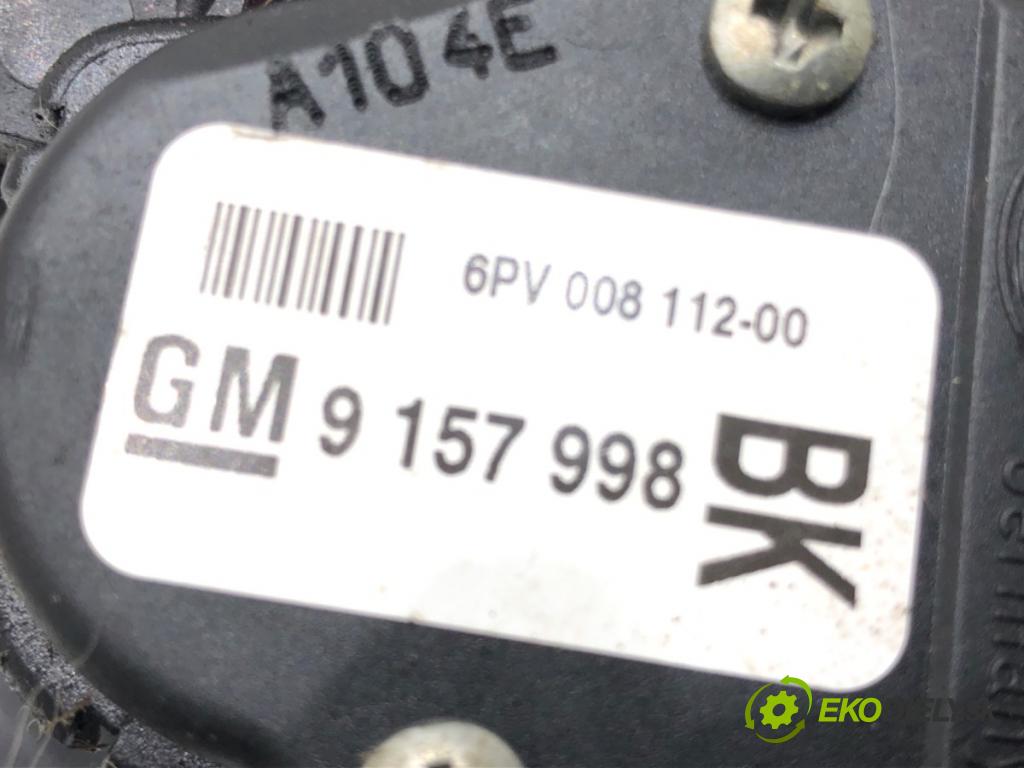 A104E
6PV 008 112-00
GM 9 157 998
BK
EKO